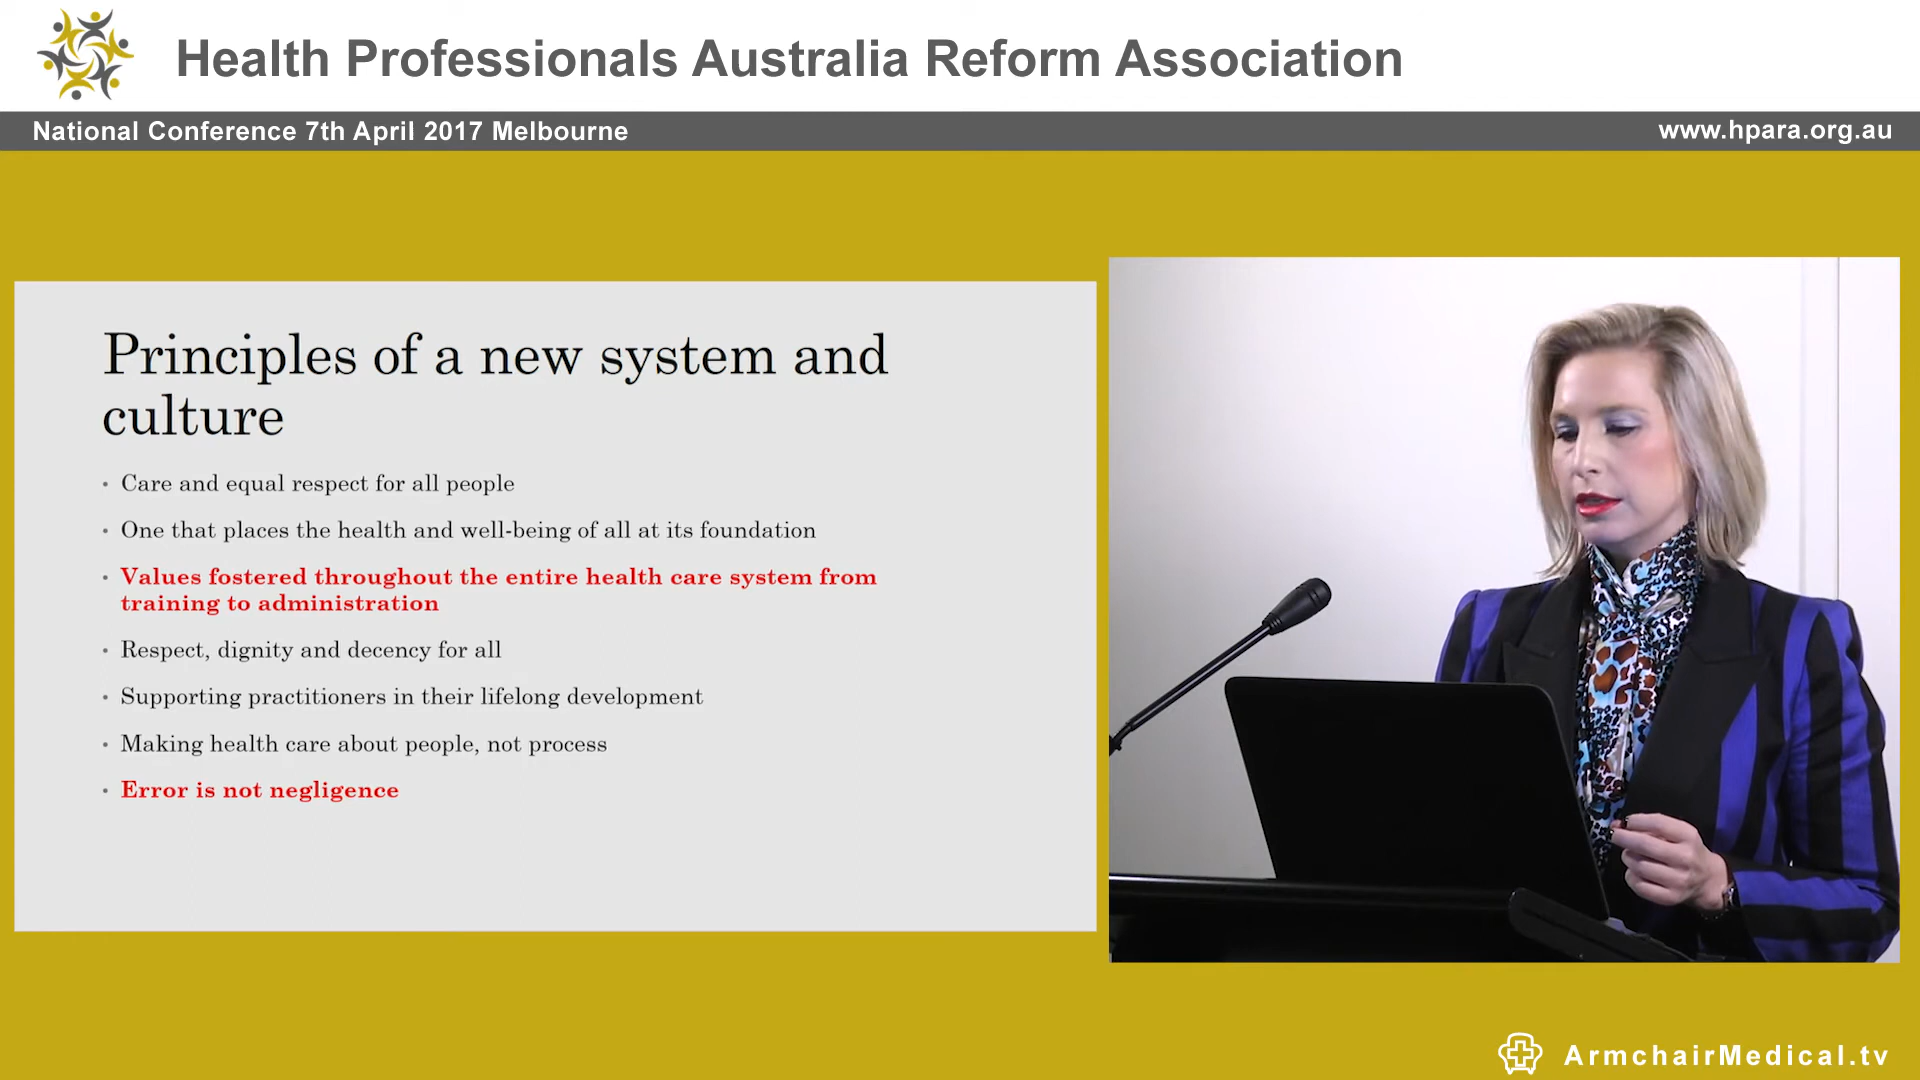 Health Professionals Australia Reform Association
National Conference 7th April 2017 Melbourne
www.hpara.org.au
Principles of a new system and
culture
• Care and equal respect for all people
• One that places the health and well-being of all at its foundation
• Values fostered throughout the entire health care system from
training to administration
• Respect, dignity and decency for all
• Supporting practitioners in their lifelong development
• Making health care about people, not process
• Error is not negligence
ArmchairMedical.tv